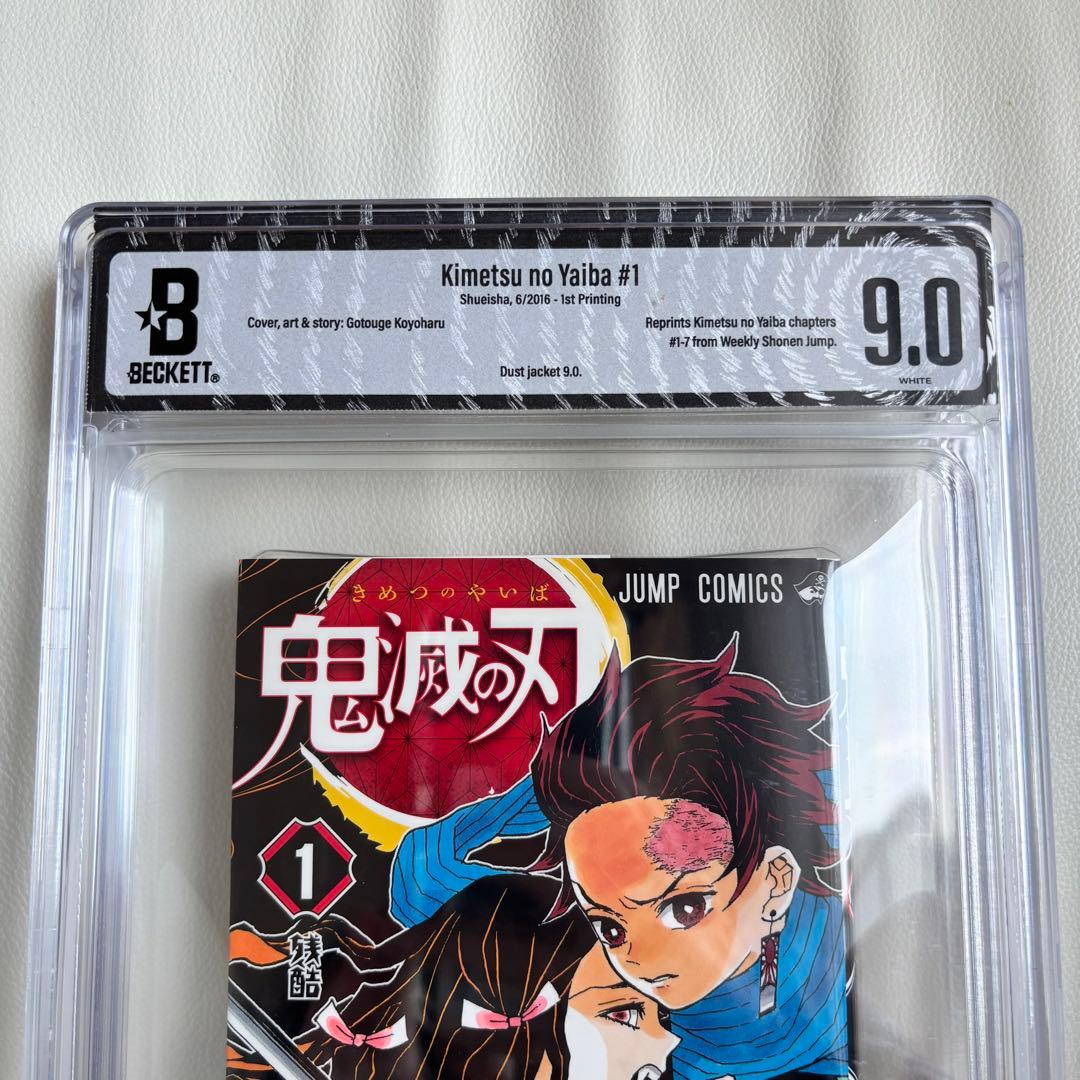 B
BECKETT®
Kimetsu no Yaiba #1
Shueisha, 6/2016 - 1st Printing
Cover, art & story: Gotouge Koyoharu
Reprints Kimetsu no Yaiba chapters
#1-7 from Weekly Shonen Jump.
Dust jacket 9.0.
9.0
WHITE
きめつのやいば
鬼滅の刃
JUMP COMICS
1
残酷